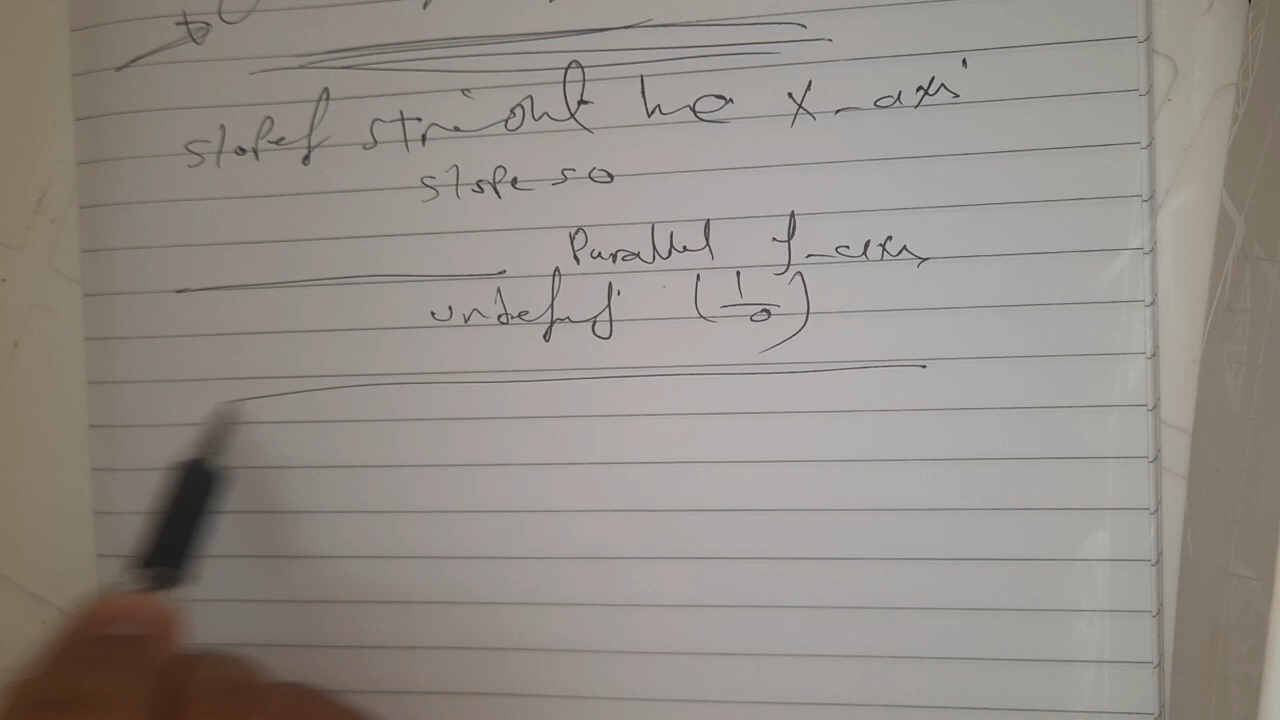 slope of straight line x-axis
slope = 0
Parallel y-axis
undefined (1/0)